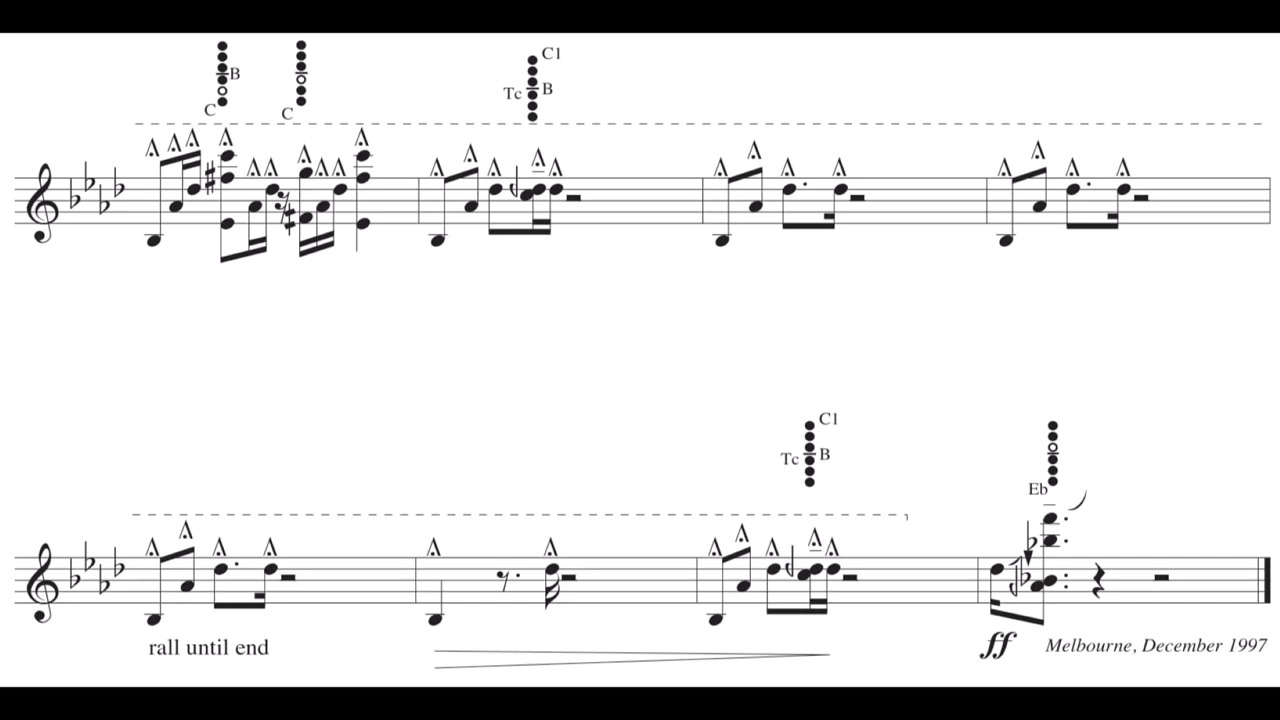 B
C
C
C1
Tc B
C1
Tc B
Eb
rall until end
ff
Melbourne, December 1997